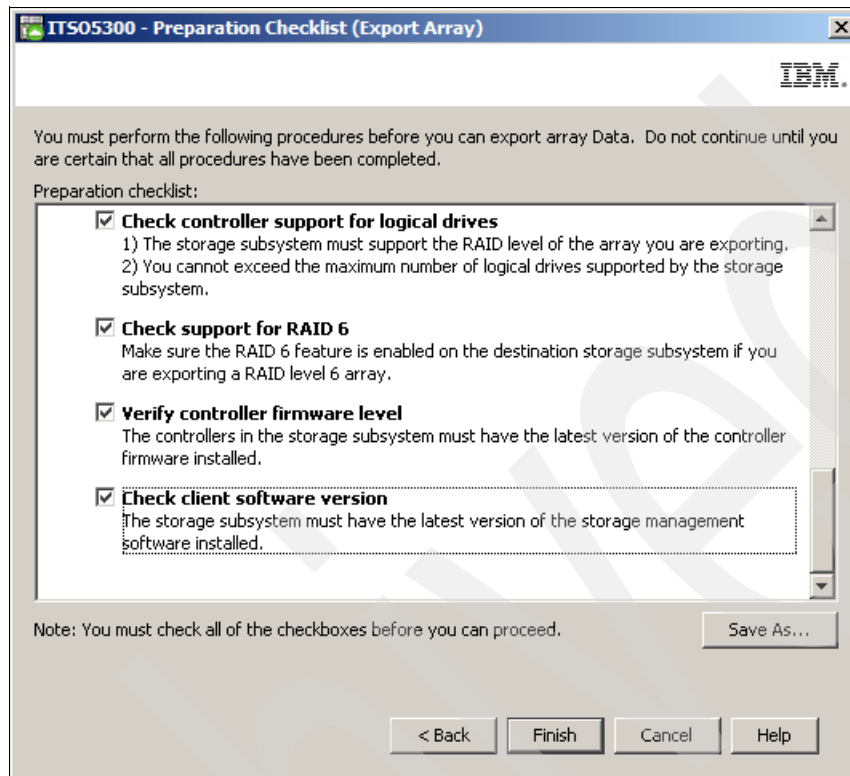 ITSO5300 - Preparation Checklist (Export Array)
IBM.
You must perform the following procedures before you can export array Data. Do not continue until you
are certain that all procedures have been completed.
Preparation checklist:
Check controller support for logical drives
1) The storage subsystem must support the RAID level of the array you are exporting.
2) You cannot exceed the maximum number of logical drives supported by the storage
subsystem.
Check support for RAID 6
Make sure the RAID 6 feature is enabled on the destination storage subsystem if you
are exporting a RAID level 6 array.
Verify controller firmware level
The controllers in the storage subsystem must have the latest version of the controller
firmware installed.
Check client software version
The storage subsystem must have the latest version of the storage management
software installed.
Note: You must check all of the checkboxes before you can proceed.
Save As...
< Back Finish Cancel Help